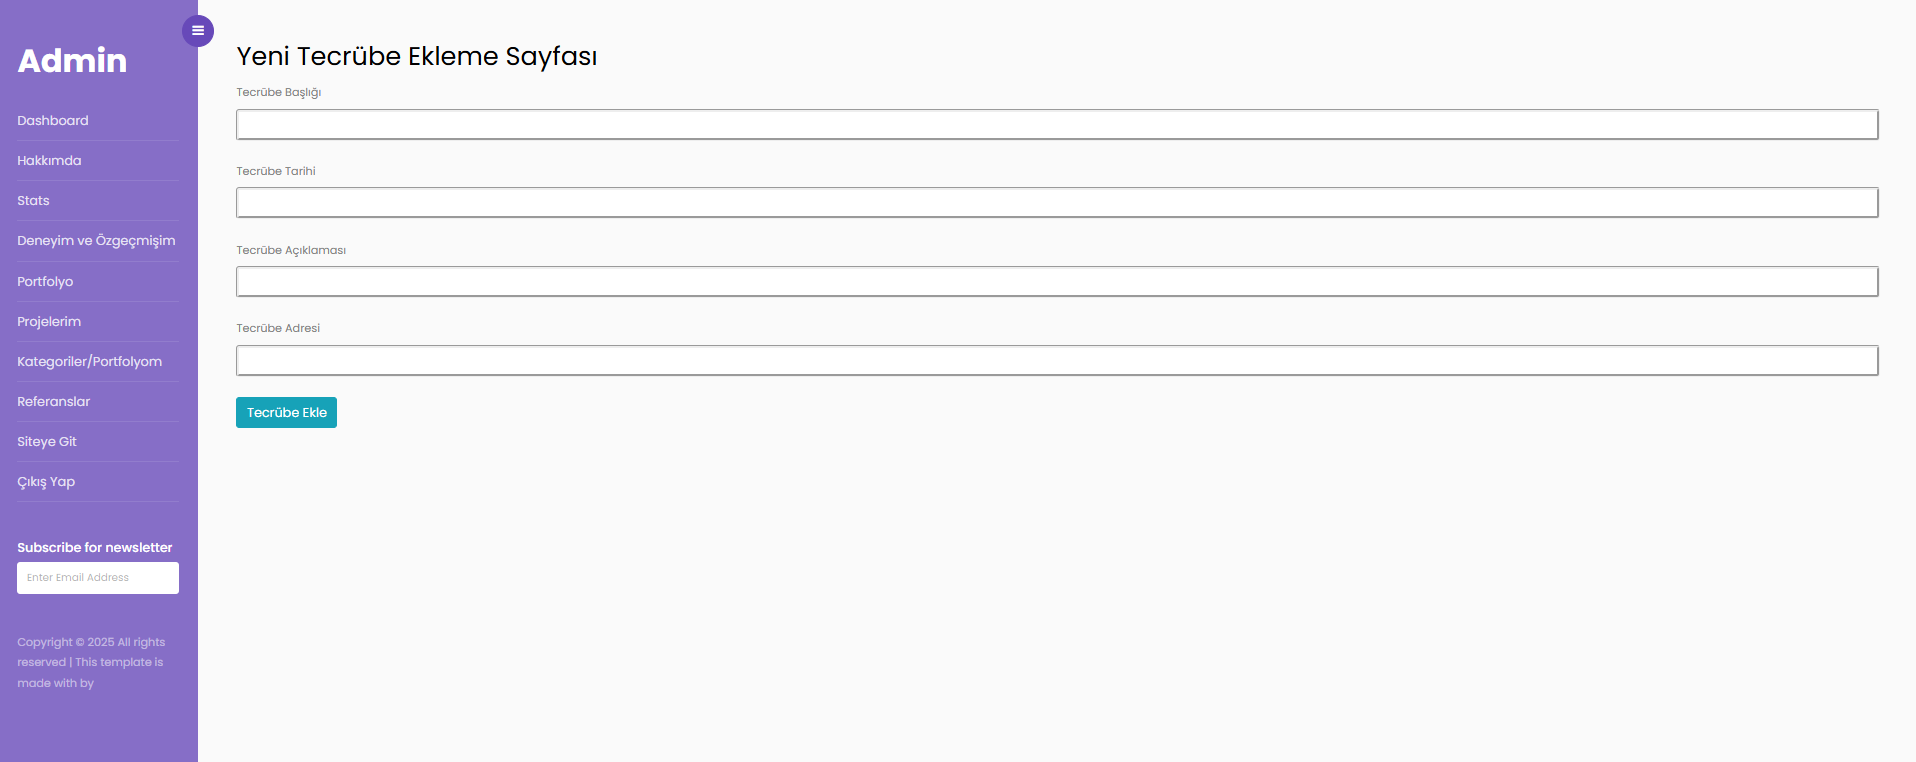 Admin
Dashboard
Hakkımda
Stats
Deneyim ve Özgeçmişim
Portfolyo
Projelerim
Kategoriler/Portfolyom
Referanslar
Siteye Git
Çıkış Yap
Subscribe for newsletter
Enter Email Address
Copyright © 2025 All rights
reserved | This template is
made with by
Yeni Tecrübe Ekleme Sayfası
Tecrübe Başlığı
Tecrübe Tarihi
Tecrübe Açıklaması
Tecrübe Adresi
Tecrübe Ekle